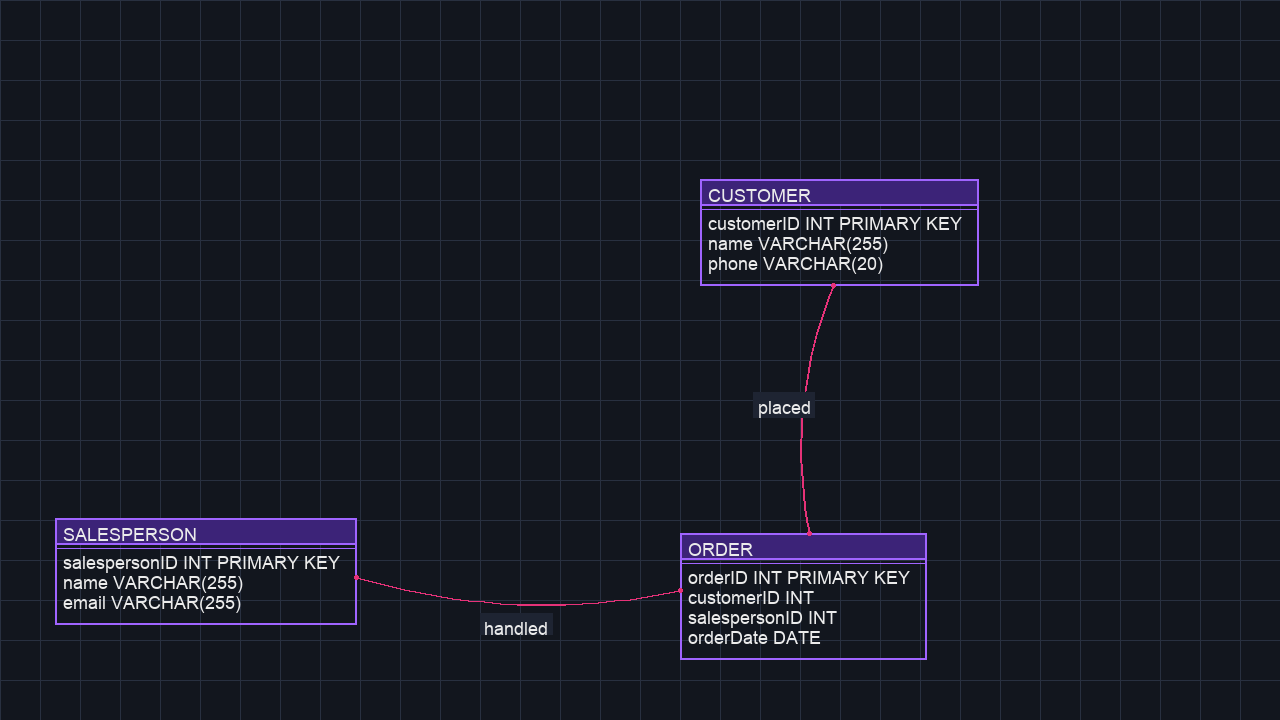 CUSTOMER
customerID INT PRIMARY KEY
name VARCHAR(255)
phone VARCHAR(20)
placed
SALESPERSON
salespersonID INT PRIMARY KEY
name VARCHAR(255)
email VARCHAR(255)
handled
ORDER
orderID INT PRIMARY KEY
customerID INT
salespersonID INT
orderDate DATE